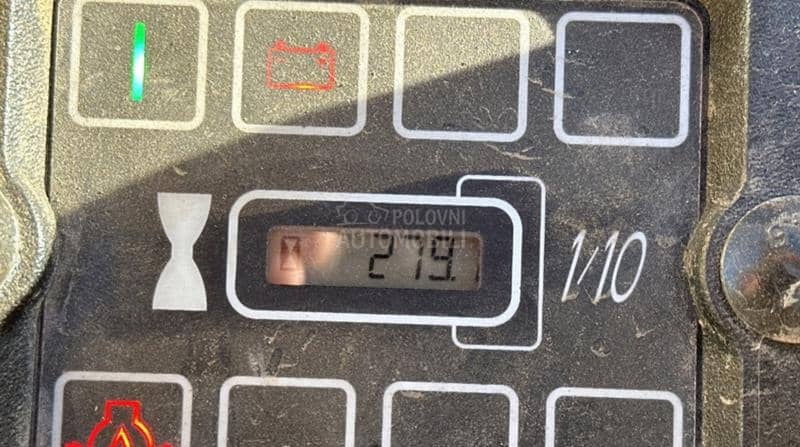 POLOVNI
AUTOMOBILI
219.1
1/10